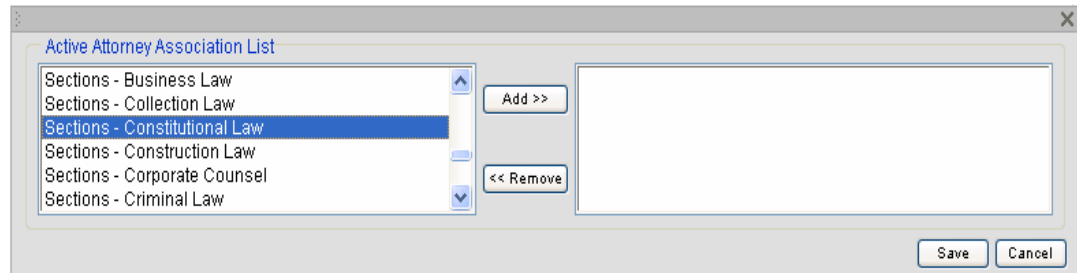 Active Attorney Association List
Sections - Business Law
Sections - Collection Law
Sections - Constitutional Law
Sections - Construction Law
Sections - Corporate Counsel
Sections - Criminal Law
Add >>
<< Remove
Save
Cancel